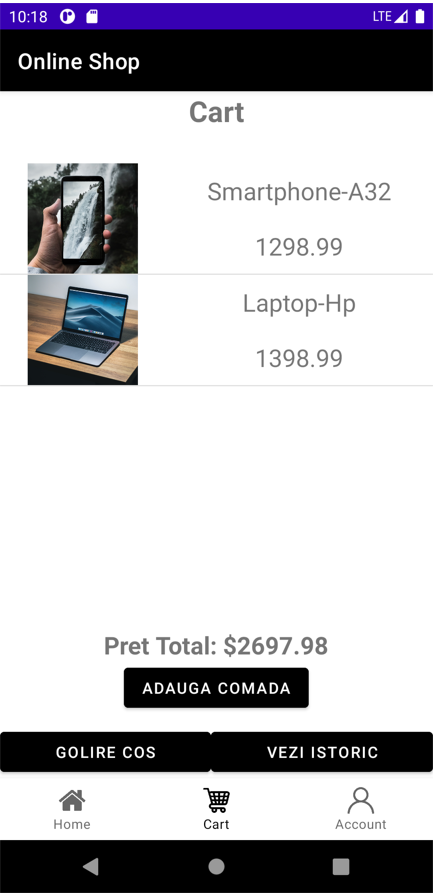 10:18 LTE
Online Shop
Cart
Smartphone-A32
1298.99
Laptop-Hp
1398.99
Pret Total: $2697.98
ADAUGA COMADA
GOLIRE COS VEZI ISTORIC
Home Cart Account